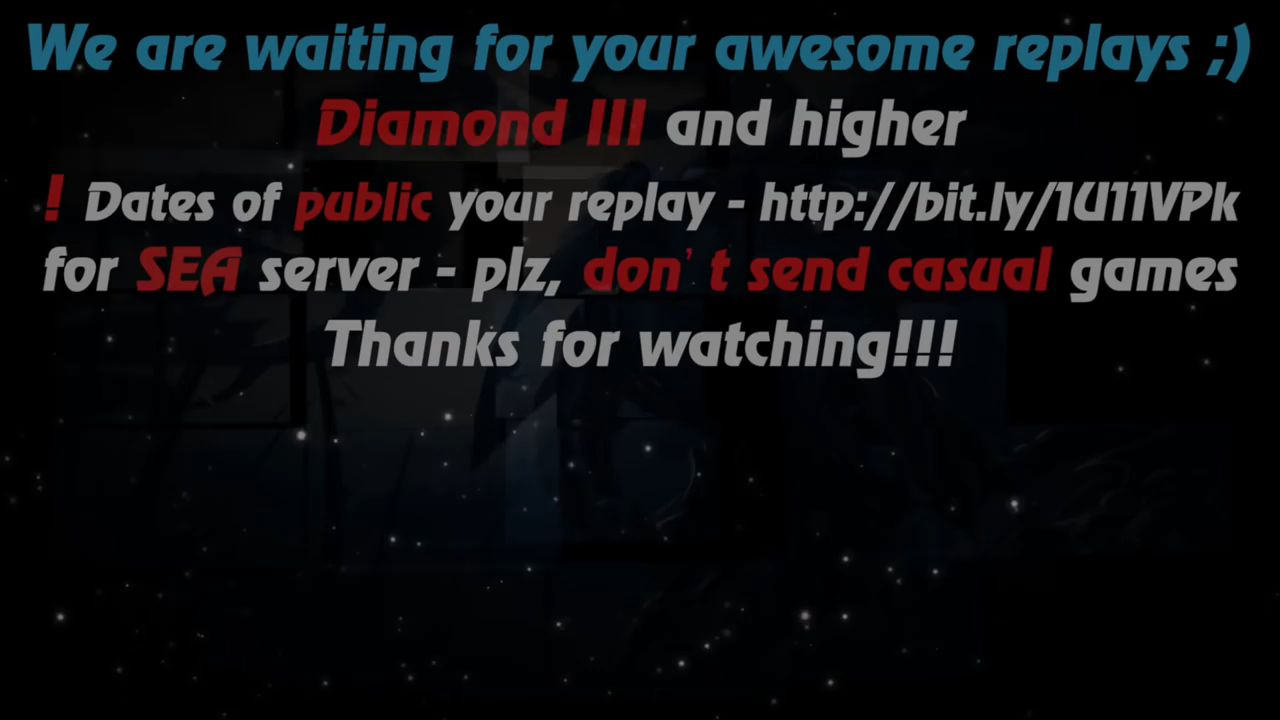 We are waiting for your awesome replays ;)
Diamond III and higher
! Dates of public your replay - http://bit.ly/1U11VPk
for SEA server - plz, don't send casual games
Thanks for watching!!!